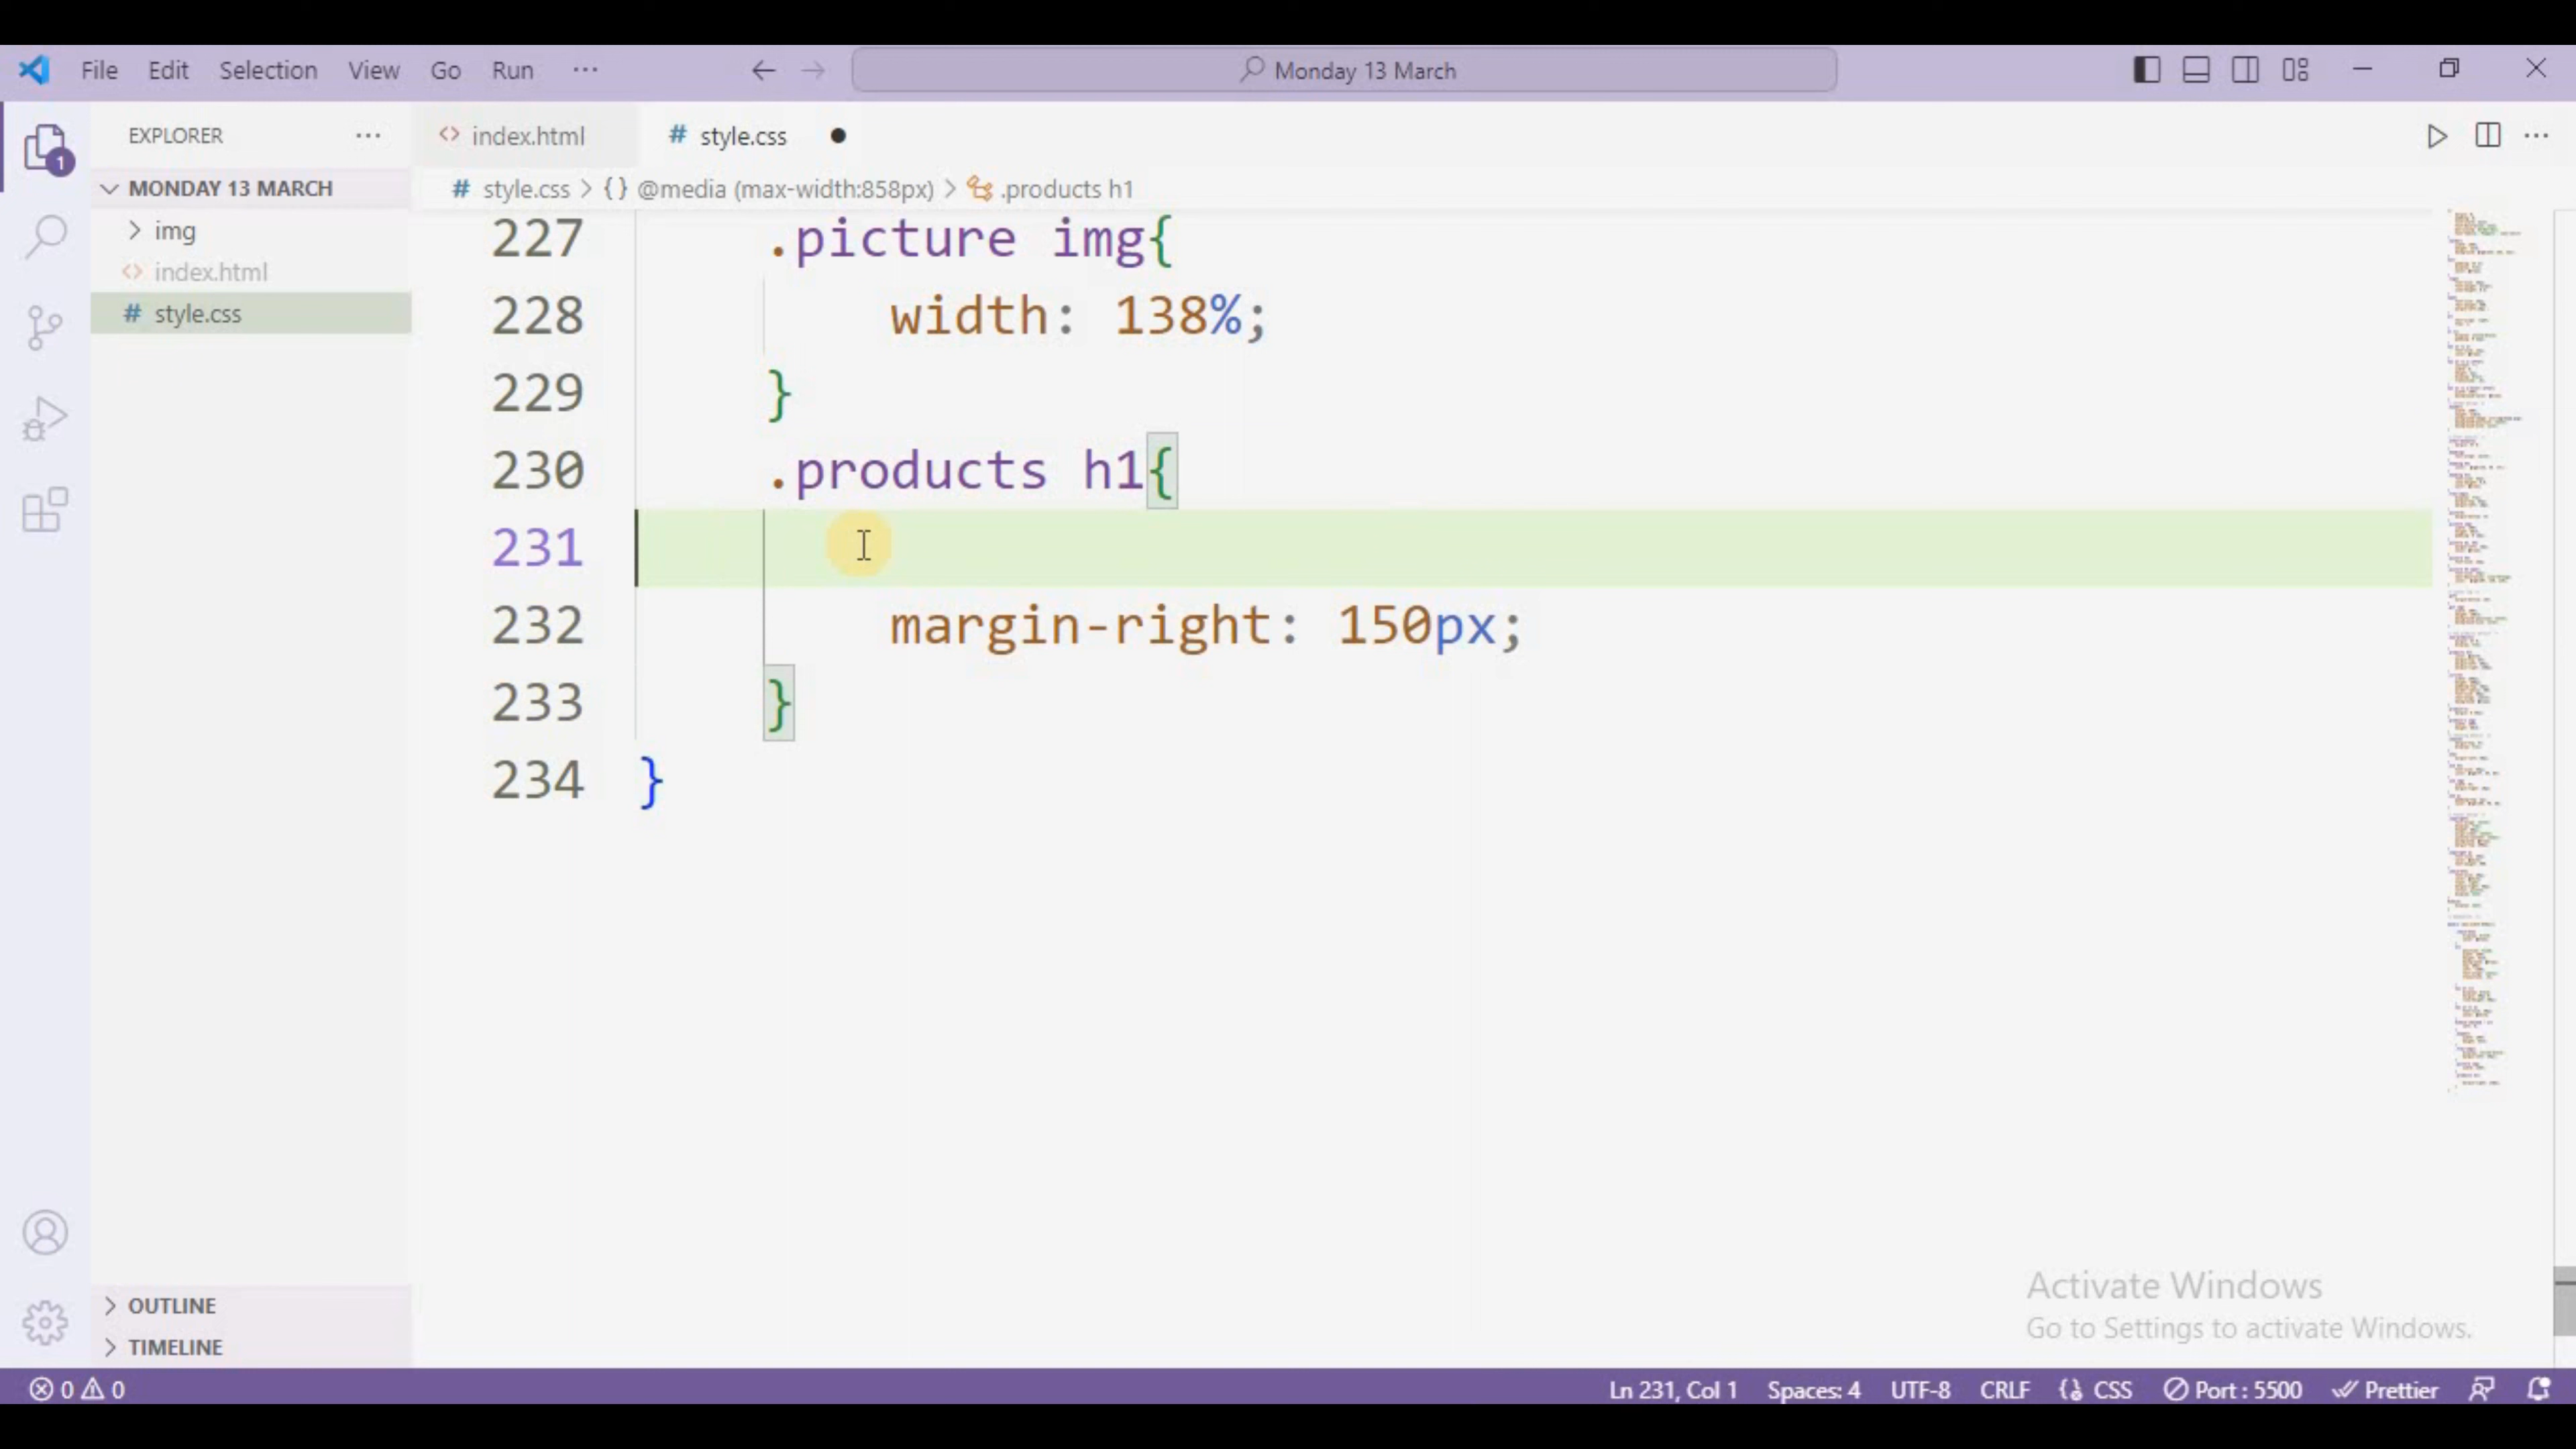 File Edit Selection View Go Run ··· Monday 13 March
EXPLORER ···
index.html
style.css
1
MONDAY 13 MARCH
# style.css > {} @media (max-width:858px) > .products h1
img
index.html
# style.css
227 .picture img{
228 width: 138%;
229 }
230 .products h1{
231
232 margin-right: 150px;
233 }
234 }
OUTLINE
TIMELINE
Activate Windows
Go to Settings to activate Windows.
0 0 Ln 231, Col 1 Spaces: 4 UTF-8 CRLF CSS Port : 5500 Prettier